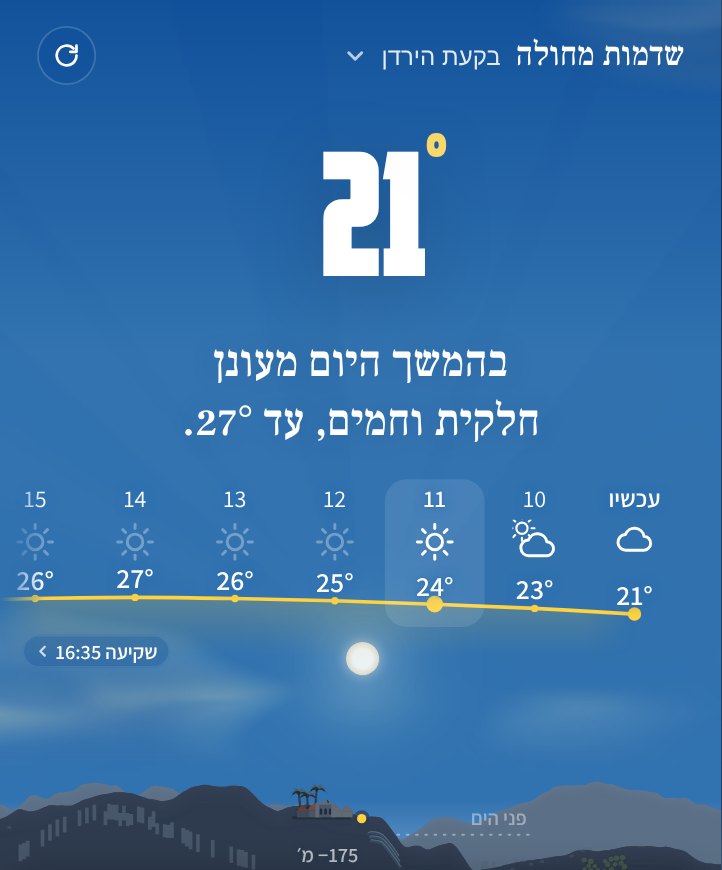 שדמות מחולה בקעת הירדן
21°
בהמשך היום מעונן
חלקית וחמים, עד 27°.
עכשיו 10 11 12 13 14 15
21° 23° 24° 25° 26° 27° 26°
שקיעה 16:35
פני הים
−175 מ׳